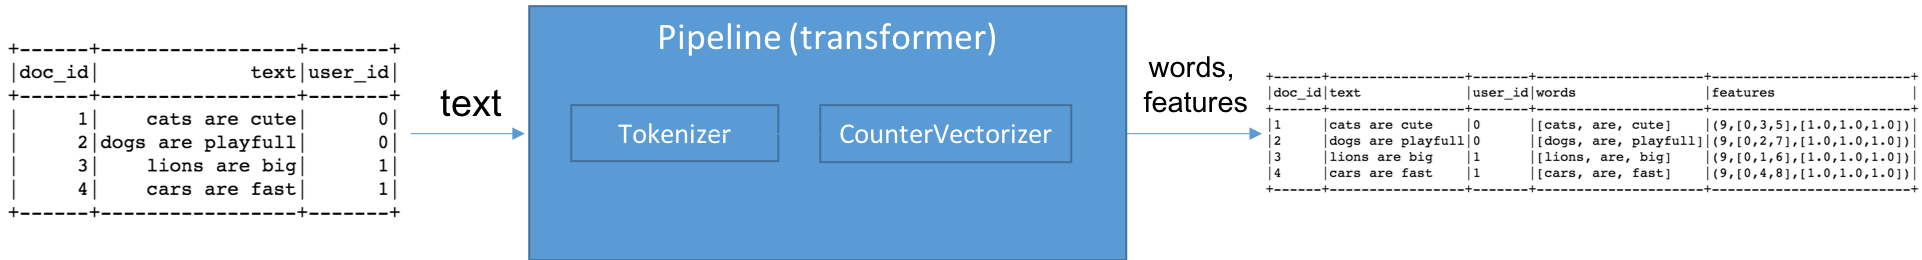 +------+-----------------+-------+
|doc_id|             text|user_id|
+------+-----------------+-------+
|     1|    cats are cute|      0|
|     2|dogs are playfull|      0|
|     3|    lions are big|      1|
|     4|    cars are fast|      1|
+------+-----------------+-------+
text
Pipeline (transformer)
Tokenizer
CounterVectorizer
words,
features
+------+-----------------+-------+----------------------+--------------------------+
|doc_id|text             |user_id|words                 |features                  |
+------+-----------------+-------+----------------------+--------------------------+
|1     |cats are cute    |0      |[cats, are, cute]     |(9,[0,3,5],[1.0,1.0,1.0])|
|2     |dogs are playfull|0      |[dogs, are, playfull]|(9,[0,2,7],[1.0,1.0,1.0])|
|3     |lions are big    |1      |[lions, are, big]     |(9,[0,1,6],[1.0,1.0,1.0])|
|4     |cars are fast    |1      |[cars, are, fast]     |(9,[0,4,8],[1.0,1.0,1.0])|
+------+-----------------+-------+----------------------+--------------------------+